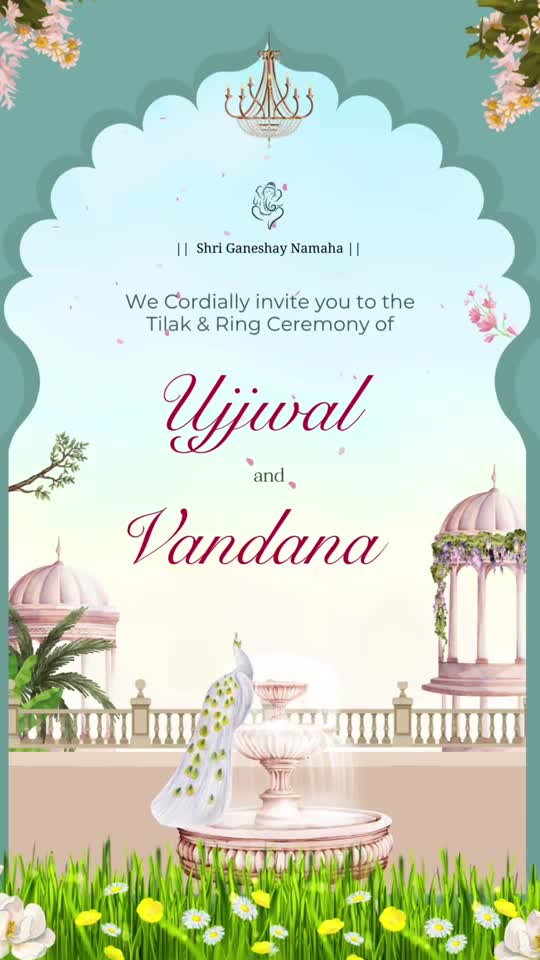 || Shri Ganeshay Namaha ||
We Cordially invite you to the
Tilak & Ring Ceremony of
Ujjwal
and
Vandana